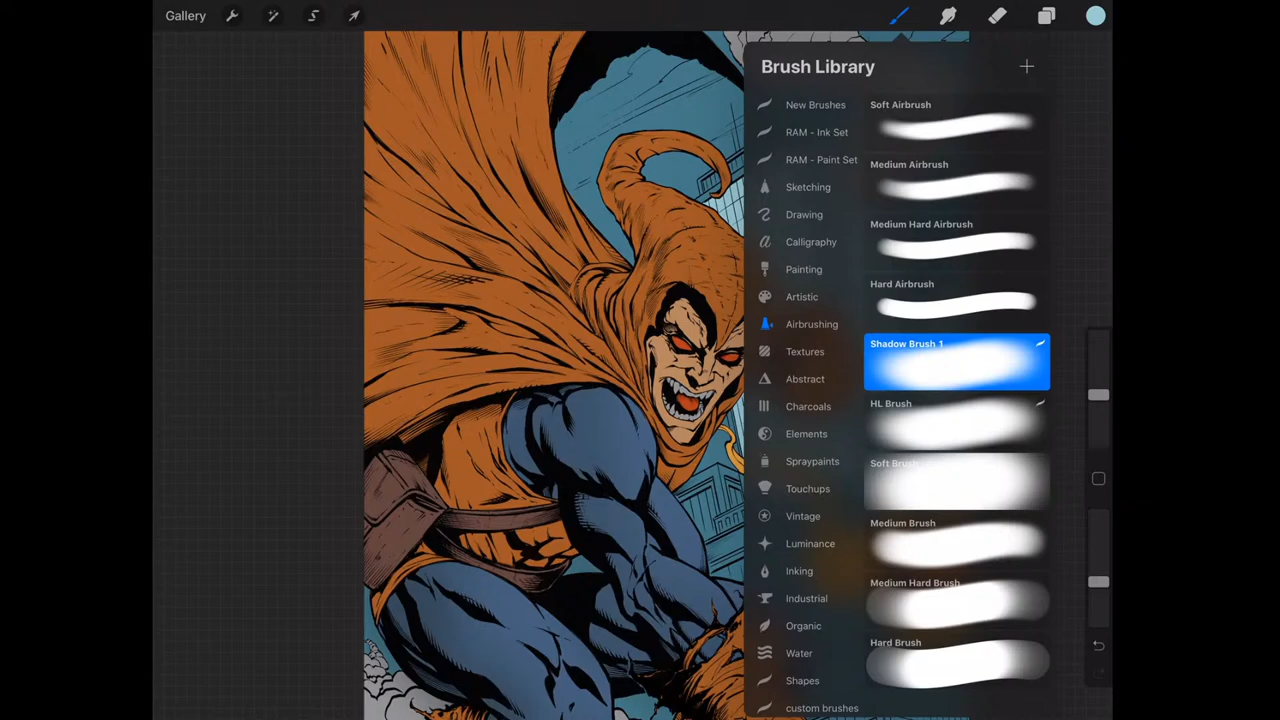 Gallery
Brush Library
New Brushes
RAM - Ink Set
RAM - Paint Set
Sketching
Drawing
Calligraphy
Painting
Artistic
Airbrushing
Textures
Abstract
Charcoals
Elements
Spraypaints
Touchups
Vintage
Luminance
Inking
Industrial
Organic
Water
Shapes
custom brushes
Soft Airbrush
Medium Airbrush
Medium Hard Airbrush
Hard Airbrush
Shadow Brush 1
HL Brush
Soft Brush
Medium Brush
Medium Hard Brush
Hard Brush